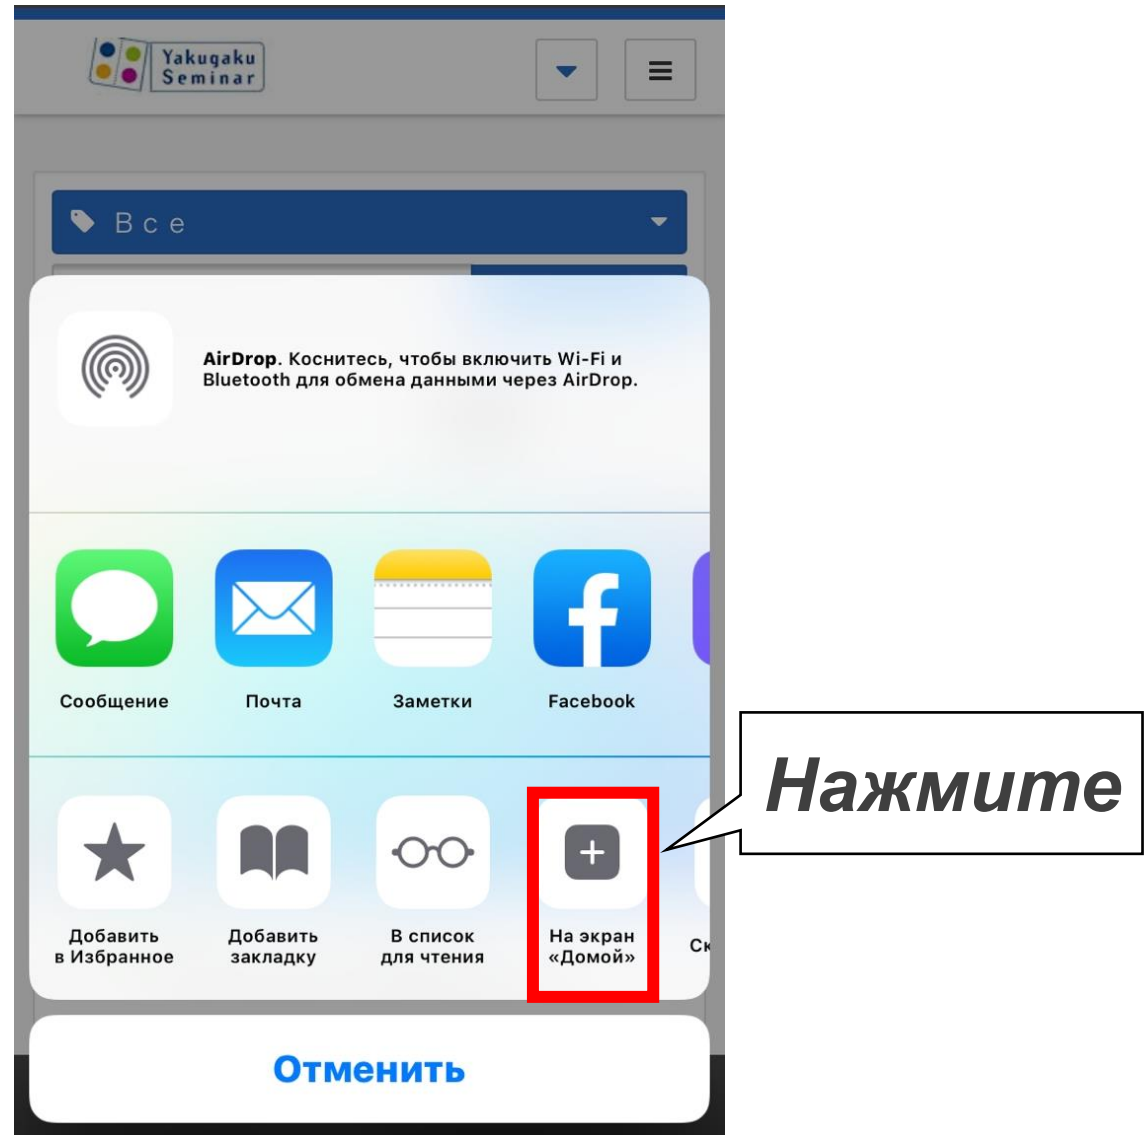 Yakugaku
Seminar
Все
AirDrop. Коснитесь, чтобы включить Wi-Fi и
Bluetooth для обмена данными через AirDrop.
Сообщение
Почта
Заметки
Facebook
Нажмите
Добавить
в Избранное
Добавить
закладку
В список
для чтения
На экран
«Домой»
Ск
Отменить